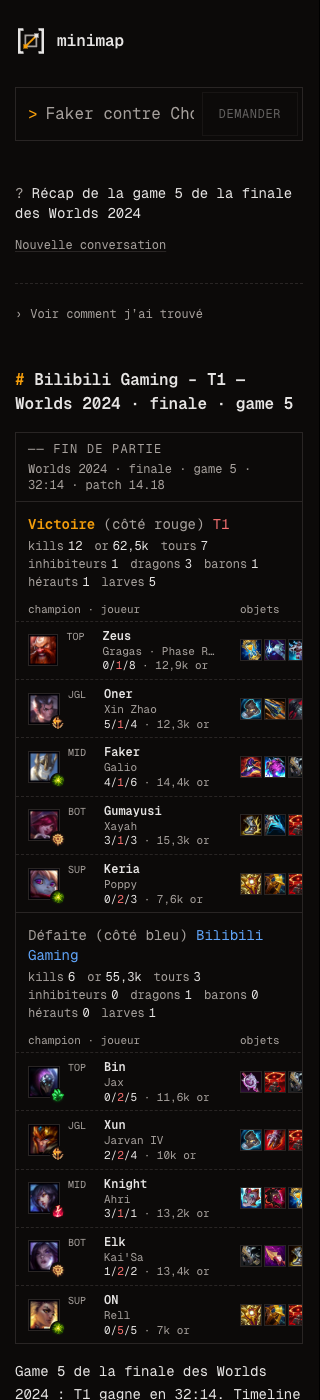 minimap
> Faker contre Cho
DEMANDER
? Récap de la game 5 de la finale
des Worlds 2024
Nouvelle conversation
› Voir comment j'ai trouvé
# Bilibili Gaming – T1 —
Worlds 2024 · finale · game 5
—— FIN DE PARTIE
Worlds 2024 · finale · game 5 ·
32:14 · patch 14.18
Victoire (côté rouge) T1
kills 12 or 62,5k tours 7
inhibiteurs 1 dragons 3 barons 1
hérauts 1 larves 5
champion · joueur objets
TOP Zeus
Gragas · Phase R…
0/1/8 · 12,9k or
JGL Oner
Xin Zhao
5/1/4 · 12,3k or
MID Faker
Galio
4/1/6 · 14,4k or
BOT Gumayusi
Xayah
3/1/3 · 15,3k or
SUP Keria
Poppy
0/2/3 · 7,6k or
Défaite (côté bleu) Bilibili
Gaming
kills 6 or 55,3k tours 3
inhibiteurs 0 dragons 1 barons 0
hérauts 0 larves 1
champion · joueur objets
TOP Bin
Jax
0/2/5 · 11,6k or
JGL Xun
Jarvan IV
2/2/4 · 10k or
MID Knight
Ahri
3/1/1 · 13,2k or
BOT Elk
Kai'Sa
1/2/2 · 13,4k or
SUP ON
Rell
0/5/5 · 7k or
Game 5 de la finale des Worlds
2024 : T1 gagne en 32:14. Timeline